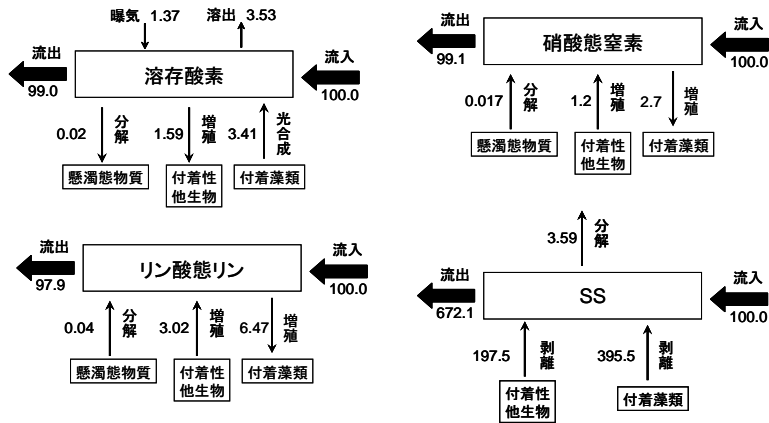 曝気 1.37
溶出 3.53
流出
99.0
溶存酸素
流入
100.0
0.02
分解
1.59
増殖
3.41
光合成
懸濁態物質
付着性
他生物
付着藻類
流出
99.1
硝酸態窒素
流入
100.0
0.017
分解
1.2
増殖
2.7
増殖
懸濁態物質
付着性
他生物
付着藻類
流出
97.9
リン酸態リン
流入
100.0
0.04
分解
3.02
増殖
6.47
増殖
懸濁態物質
付着性
他生物
付着藻類
3.59
分解
流出
672.1
SS
流入
100.0
197.5
剥離
395.5
剥離
付着性
他生物
付着藻類